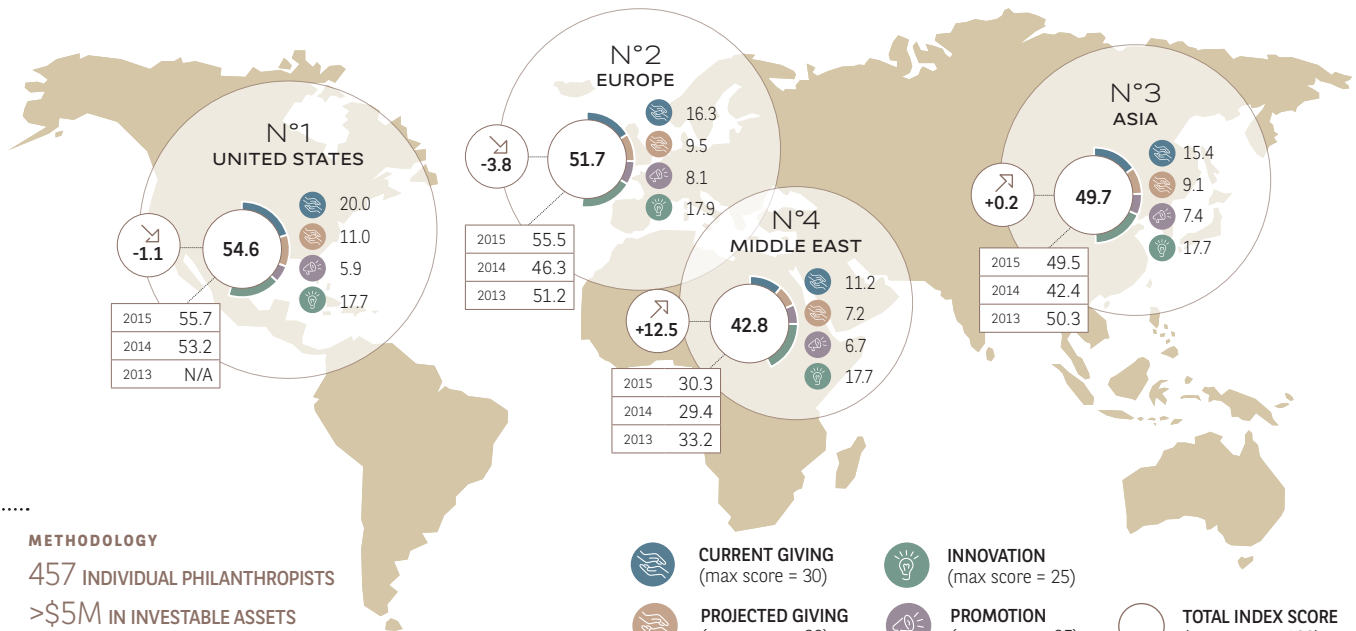 N°1
UNITED STATES
20.0
11.0
5.9
17.7
54.6
-1.1
2015 55.7
2014 53.2
2013 N/A
N°2
EUROPE
16.3
9.5
8.1
17.9
51.7
-3.8
2015 55.5
2014 46.3
2013 51.2
N°3
ASIA
15.4
9.1
7.4
17.7
49.7
+0.2
2015 49.5
2014 42.4
2013 50.3
N°4
MIDDLE EAST
11.2
7.2
6.7
17.7
42.8
+12.5
2015 30.3
2014 29.4
2013 33.2
METHODOLOGY
457 INDIVIDUAL PHILANTHROPISTS
>$5M IN INVESTABLE ASSETS
CURRENT GIVING
(max score = 30)
INNOVATION
(max score = 25)
PROJECTED GIVING
PROMOTION
TOTAL INDEX SCORE